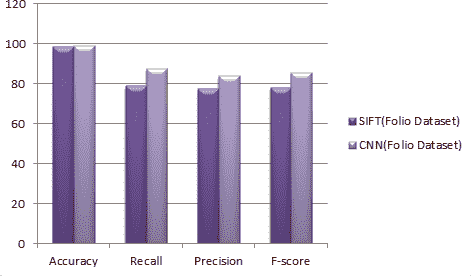 120
100
80
60
40
20
0
Accuracy Recall Precision F-score
SIFT(Folio Dataset)
CNN(Folio Dataset)